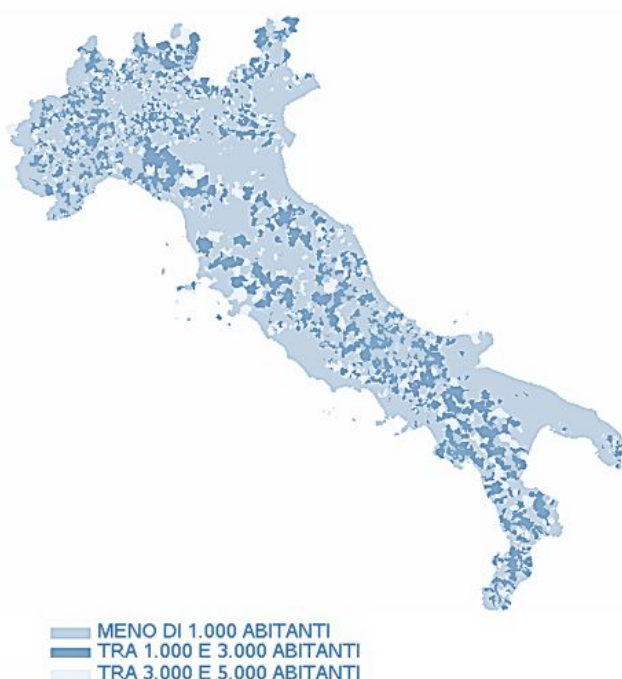 MENO DI 1.000 ABITANTI
TRA 1.000 E 3.000 ABITANTI
TRA 3.000 E 5.000 ABITANTI